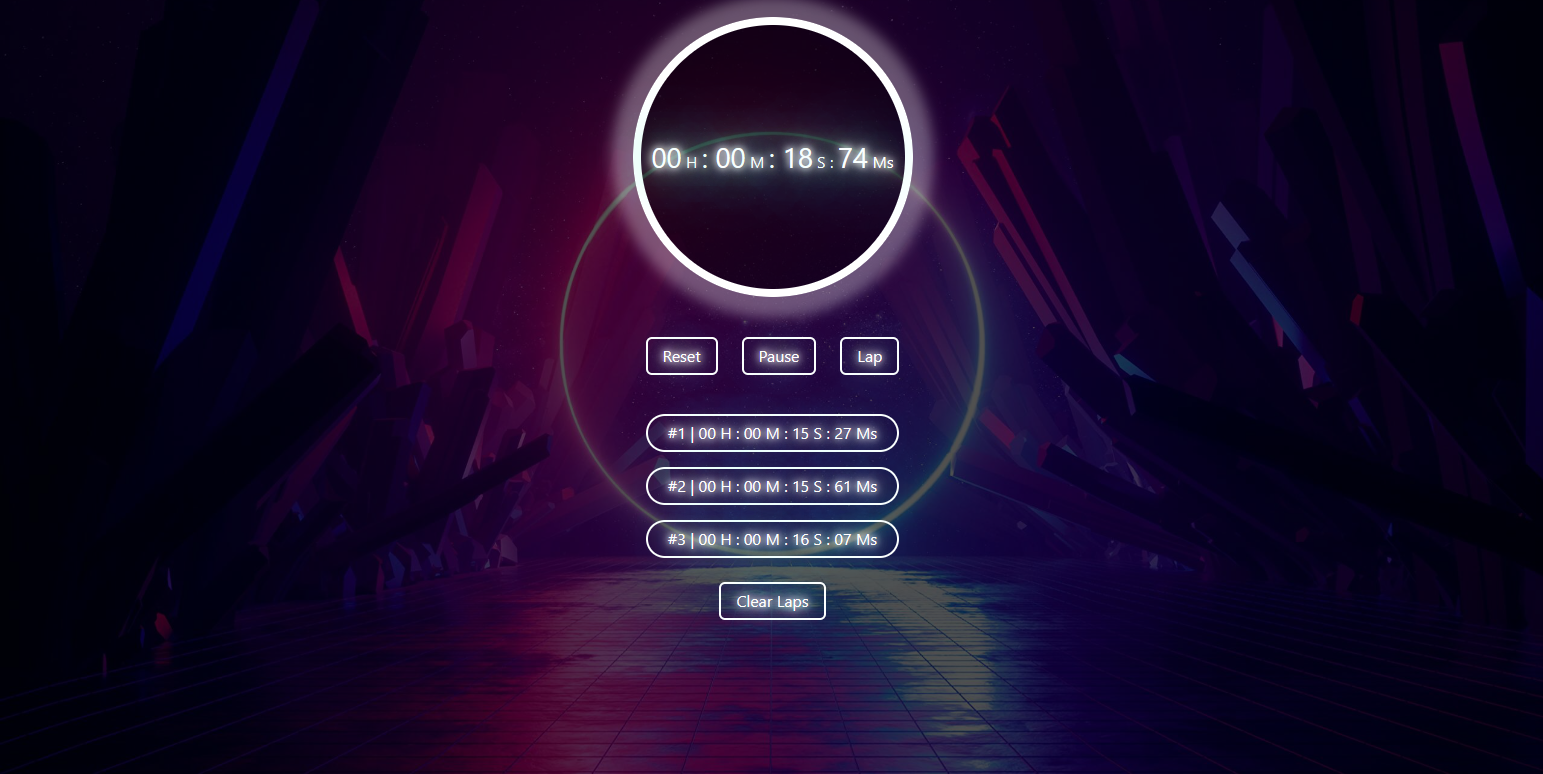 00 H : 00 M : 18 S : 74 Ms
Reset Pause Lap
#1 | 00 H : 00 M : 15 S : 27 Ms
#2 | 00 H : 00 M : 15 S : 61 Ms
#3 | 00 H : 00 M : 16 S : 07 Ms
Clear Laps